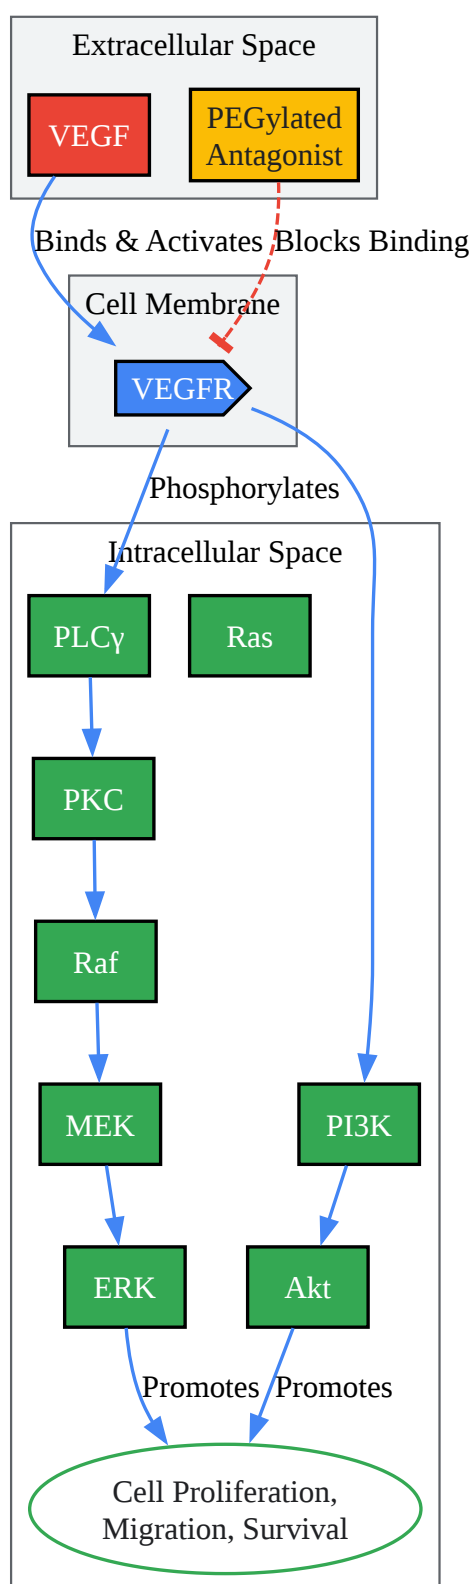 Extracellular Space
VEGF
PEGylated
Antagonist
Binds & Activates
Blocks Binding
Cell Membrane
VEGFR
Phosphorylates
Intracellular Space
PLCγ
Ras
PKC
Raf
MEK
PI3K
ERK
Akt
Promotes
Promotes
Cell Proliferation,
Migration, Survival